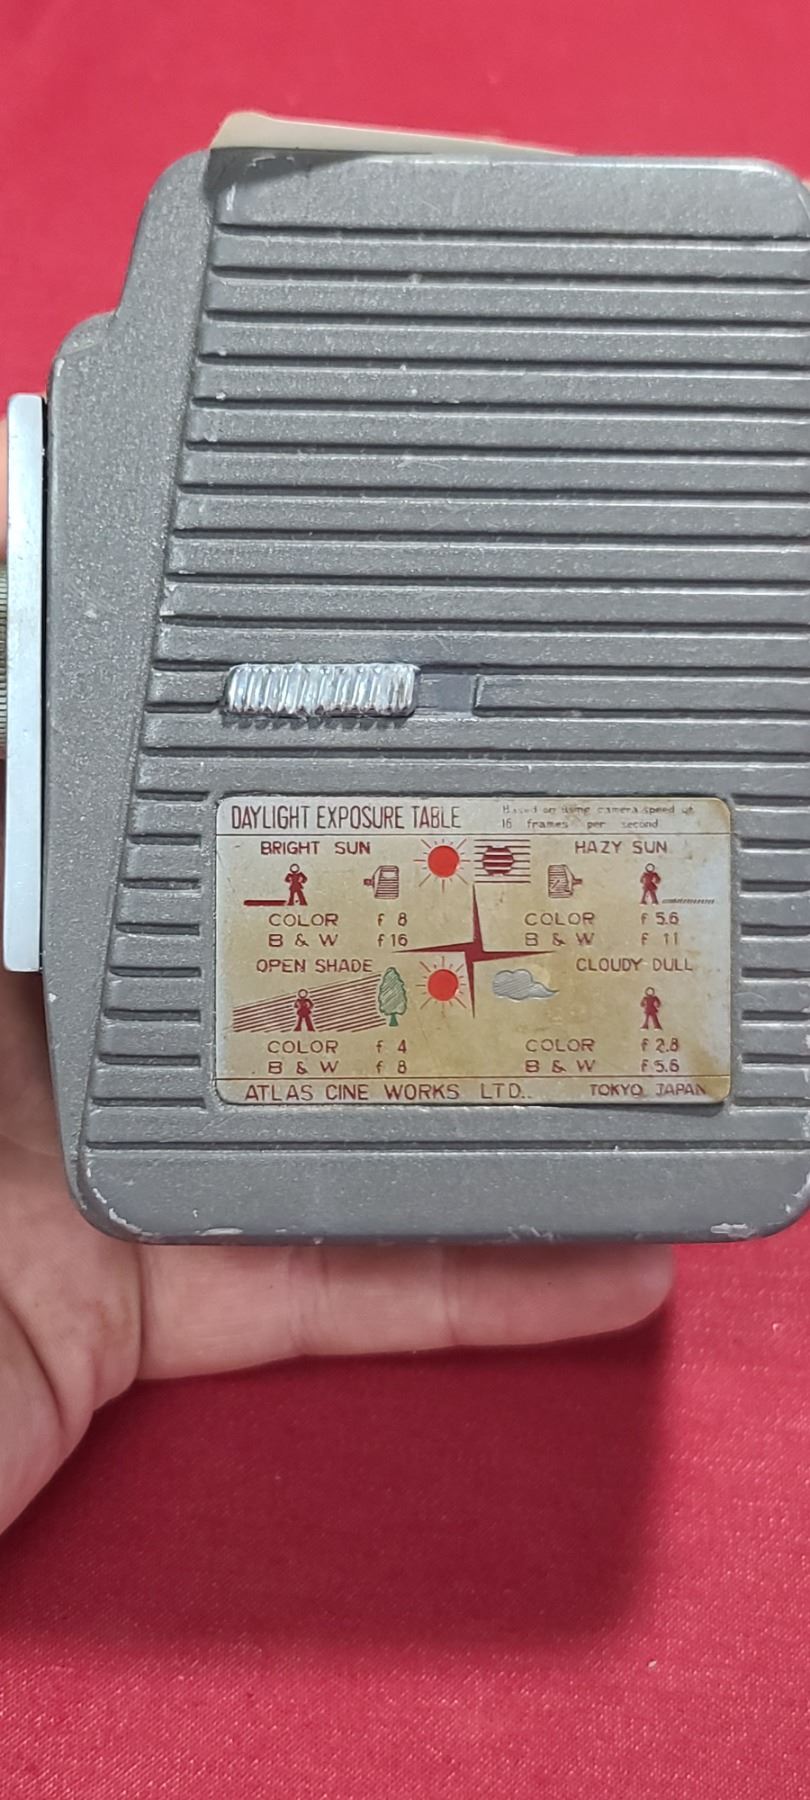 DAYLIGHT EXPOSURE TABLE
Based on using camera speed of
16 frames per second
BRIGHT SUN
COLOR f 8
B & W f 16
HAZY SUN
COLOR f 5.6
B & W f 11
OPEN SHADE
COLOR f 4
B & W f 8
CLOUDY DULL
COLOR f 2.8
B & W f 5.6
ATLAS CINE WORKS LTD.. TOKYO JAPAN